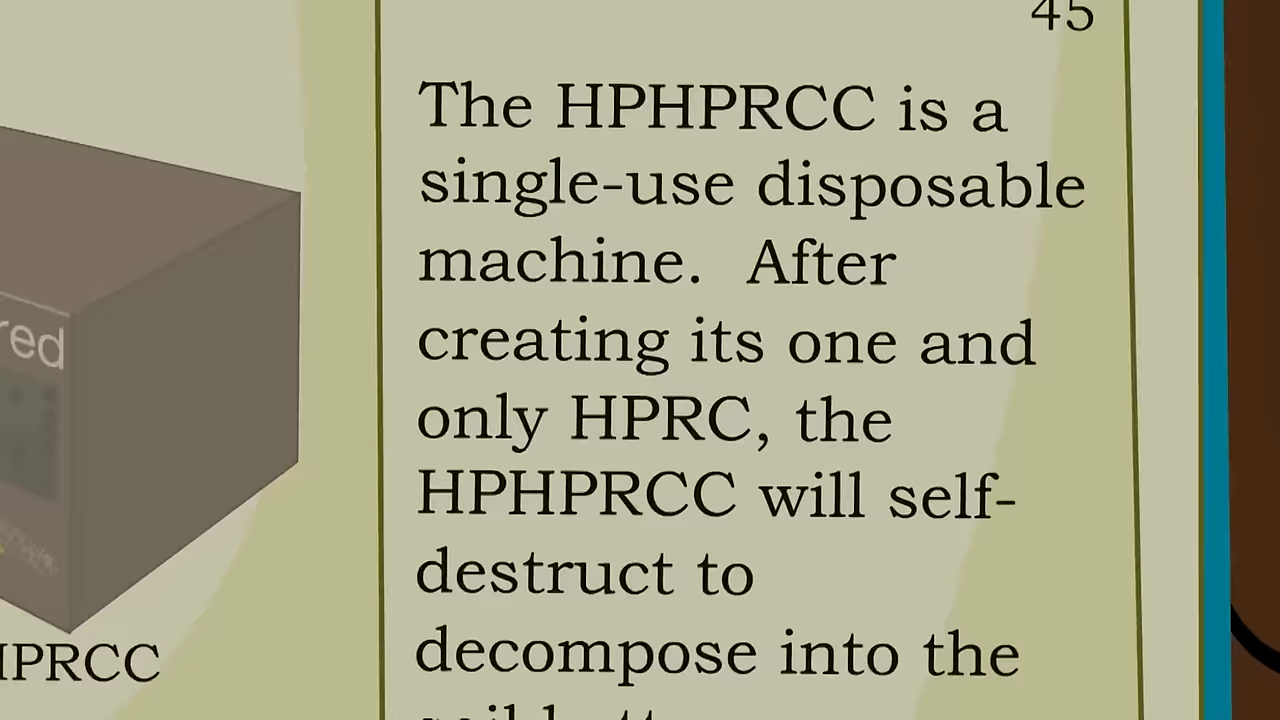 45
The HPHPRCC is a
single-use disposable
machine.  After
creating its one and
only HPRC, the
HPHPRCC will self-
destruct to
decompose into the
red
HPRCC